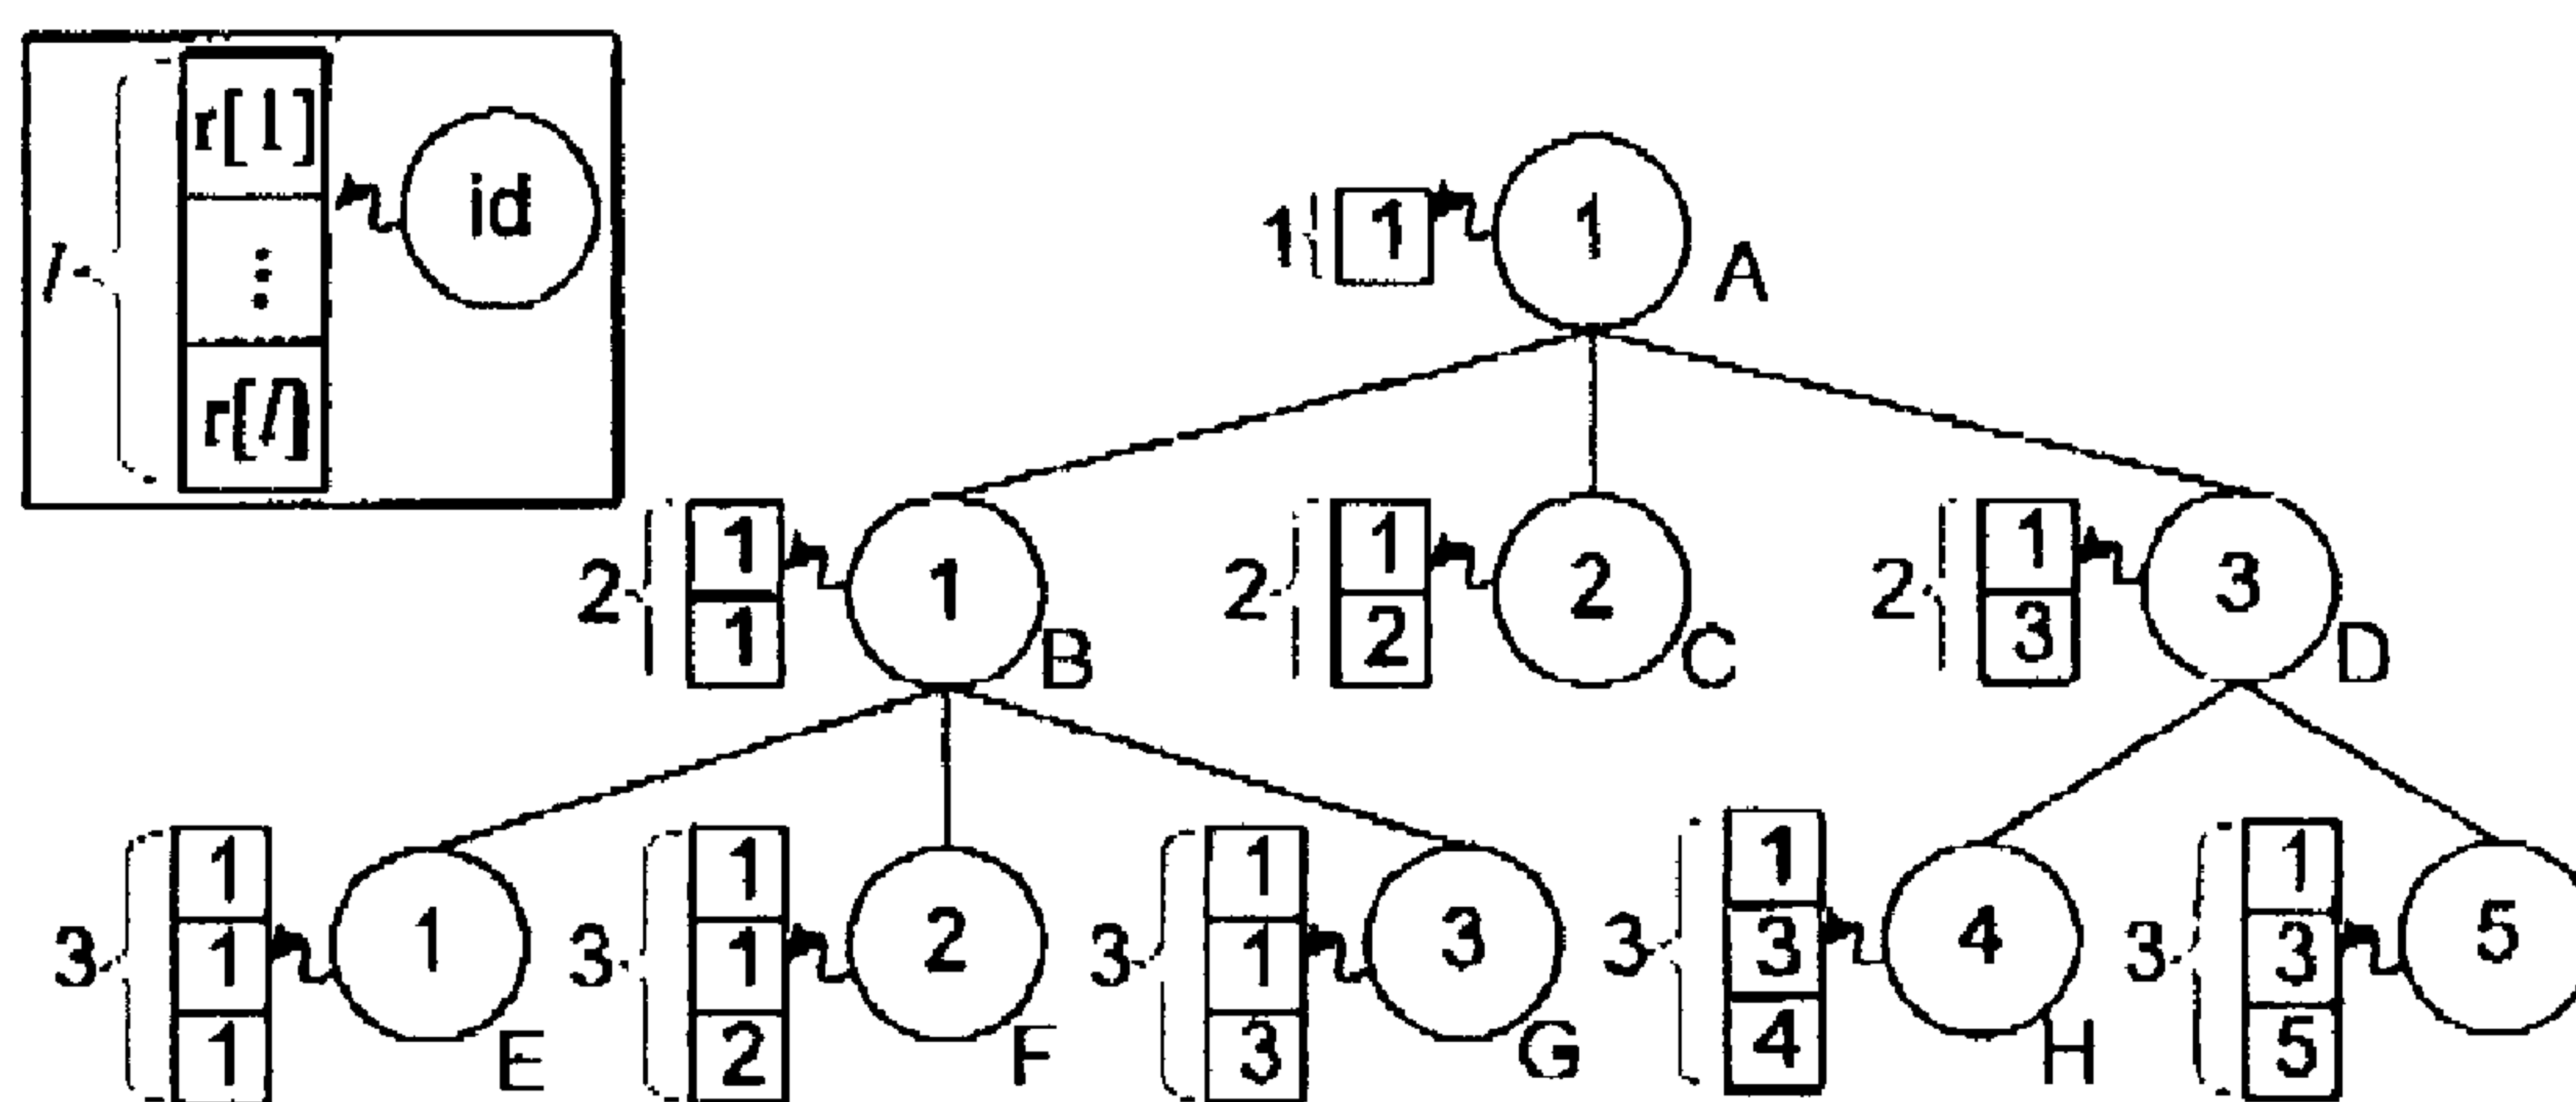 r[1]
id
l
⋮
r[l]
1 1 1 A
2 1 1 1 B
2 1 2 2 C
2 1 3 3 D
3 1 1 1 1 E
3 1 1 2 2 F
3 1 1 3 3 G
3 1 3 4 4 H
3 1 3 5 5